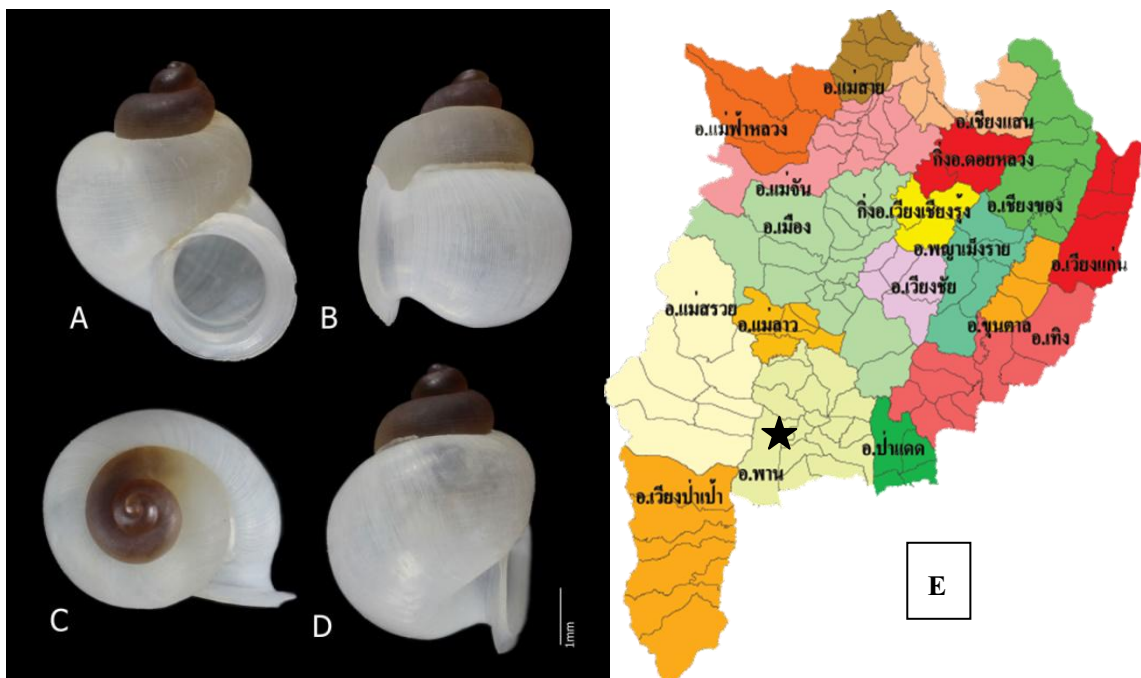 A
B
C
D
1mm
อ.แม่สาย
อ.แม่ฟ้าหลวง
อ.เชียงแสน
กิ่งอ.ดอยหลวง
อ.แม่จัน
อ.เมือง
กิ่งอ.เวียงเชียงรุ้ง
อ.เชียงของ
อ.พญาเม็งราย
อ.เวียงแก่น
อ.เวียงชัย
อ.แม่สรวย
อ.แม่ลาว
อ.ขุนตาล
อ.เทิง
อ.ป่าแดด
อ.พาน
อ.เวียงป่าเป้า
E